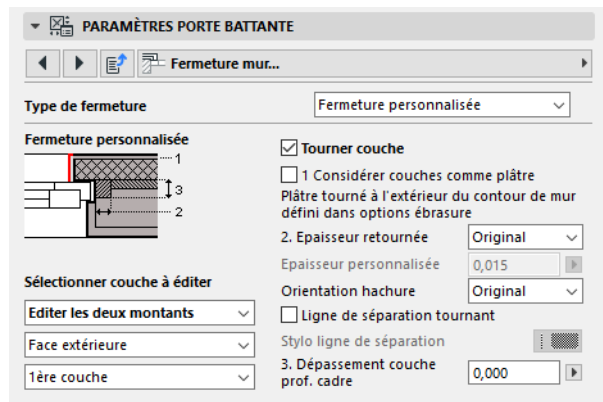 PARAMÈTRES PORTE BATTANTE
Fermeture mur...
Type de fermeture
Fermeture personnalisée
Fermeture personnalisée
1
3
2
Sélectionner couche à éditer
Editer les deux montants
Face extérieure
1ère couche
Tourner couche
1 Considérer couches comme plâtre
Plâtre tourné à l'extérieur du contour de mur
défini dans options ébrasure
2. Epaisseur retournée
Original
Epaisseur personnalisée
0,015
Orientation hachure
Original
Ligne de séparation tournant
Stylo ligne de séparation
3. Dépassement couche
prof. cadre
0,000